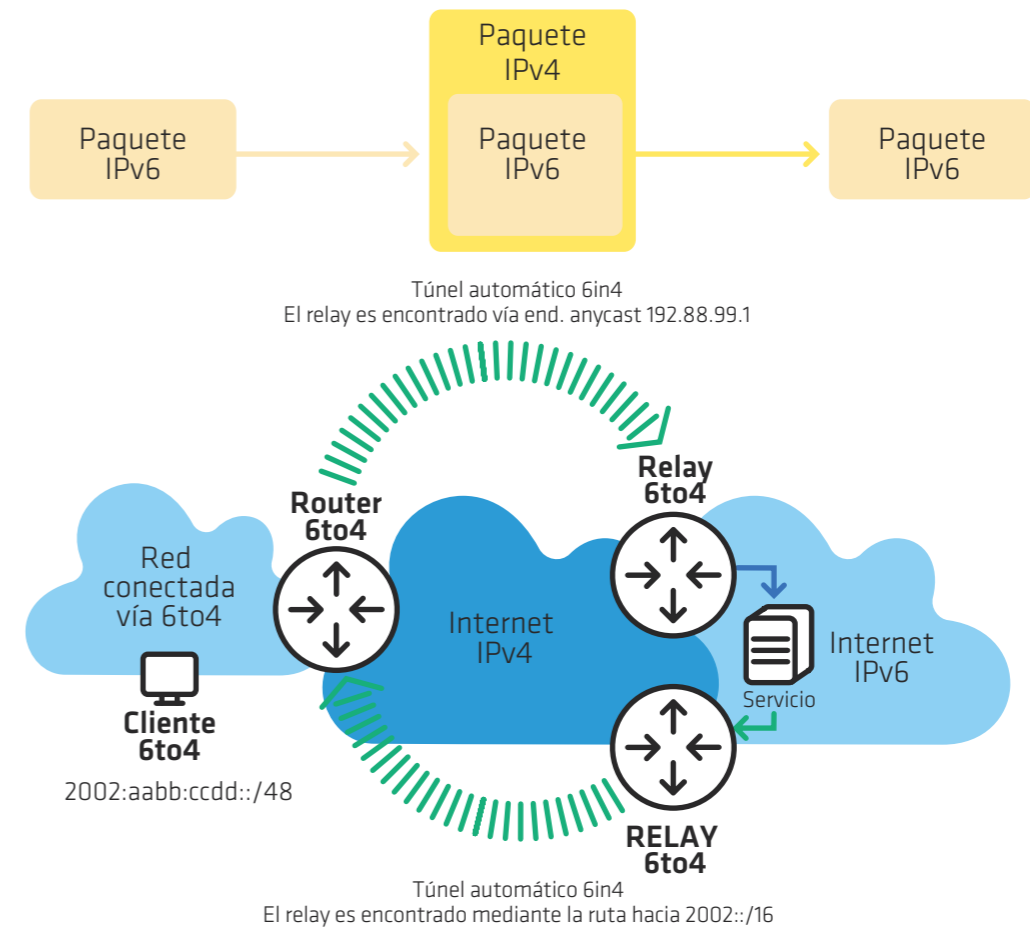 Paquete
IPv4
Paquete
IPv6
Paquete
IPv6
Paquete
IPv6
Túnel automático 6in4
El relay es encontrado vía end. anycast 192.88.99.1
Router
6to4
Relay
6to4
Red
conectada
vía 6to4
Internet
IPv4
Internet
IPv6
Servicio
Cliente
6to4
2002:aabb:ccdd::/48
RELAY
6to4
Túnel automático 6in4
El relay es encontrado mediante la ruta hacia 2002::/16